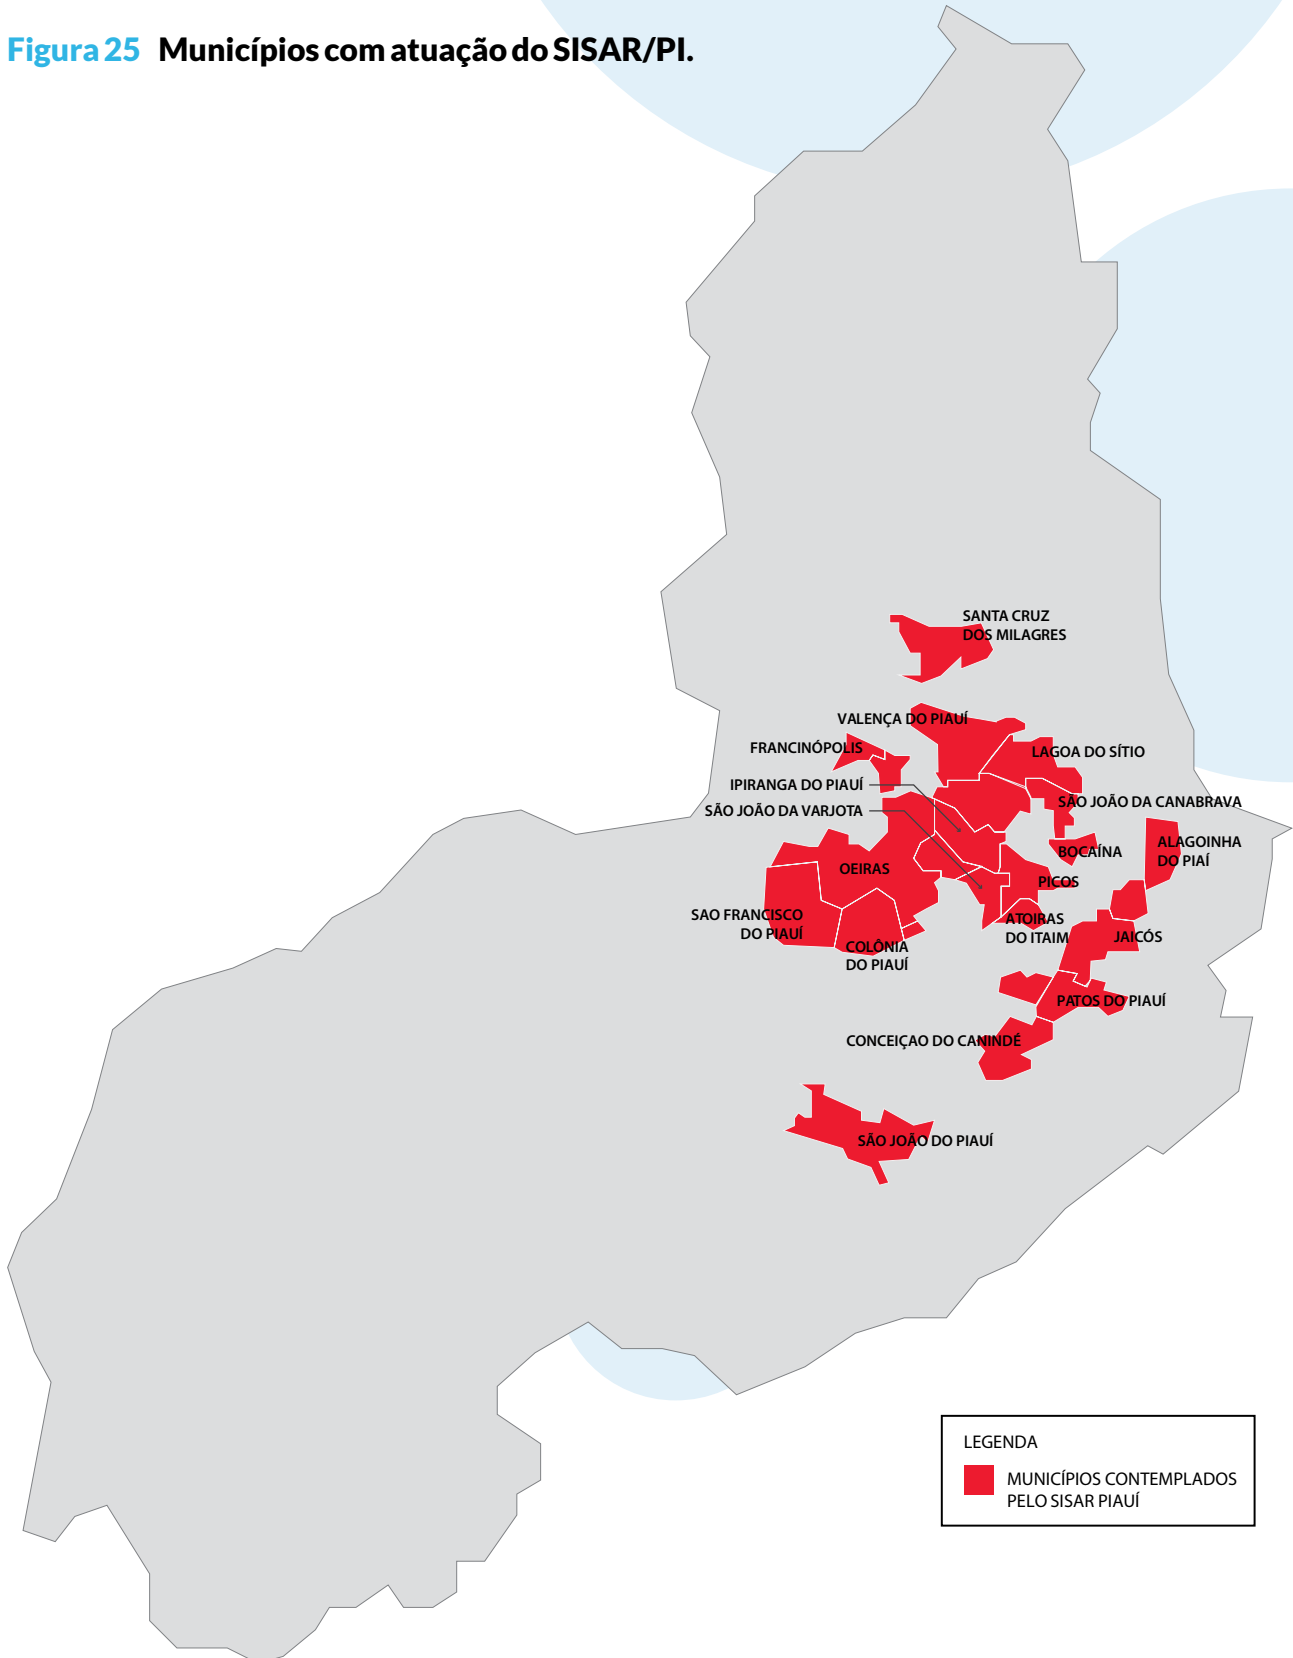 Figura 25 Municípios com atuação do SISAR/PI.
SANTA CRUZ
DOS MILAGRES
VALENÇA DO PIAUÍ
FRANCINÓPOLIS
LAGOA DO SÍTIO
IPIRANGA DO PIAUÍ
SÃO JOÃO DA CANABRAVA
SÃO JOÃO DA VARJOTA
ALAGOINHA
DO PIAÍ
BOCAÍNA
OEIRAS
PICOS
SAO FRANCISCO
DO PIAUÍ
ATOIRAS
DO ITAIM
JAICÓS
COLÔNIA
DO PIAUÍ
PATOS DO PIAUÍ
CONCEIÇAO DO CANINDÉ
SÃO JOÃO DO PIAUÍ
LEGENDA
MUNICÍPIOS CONTEMPLADOS
PELO SISAR PIAUÍ